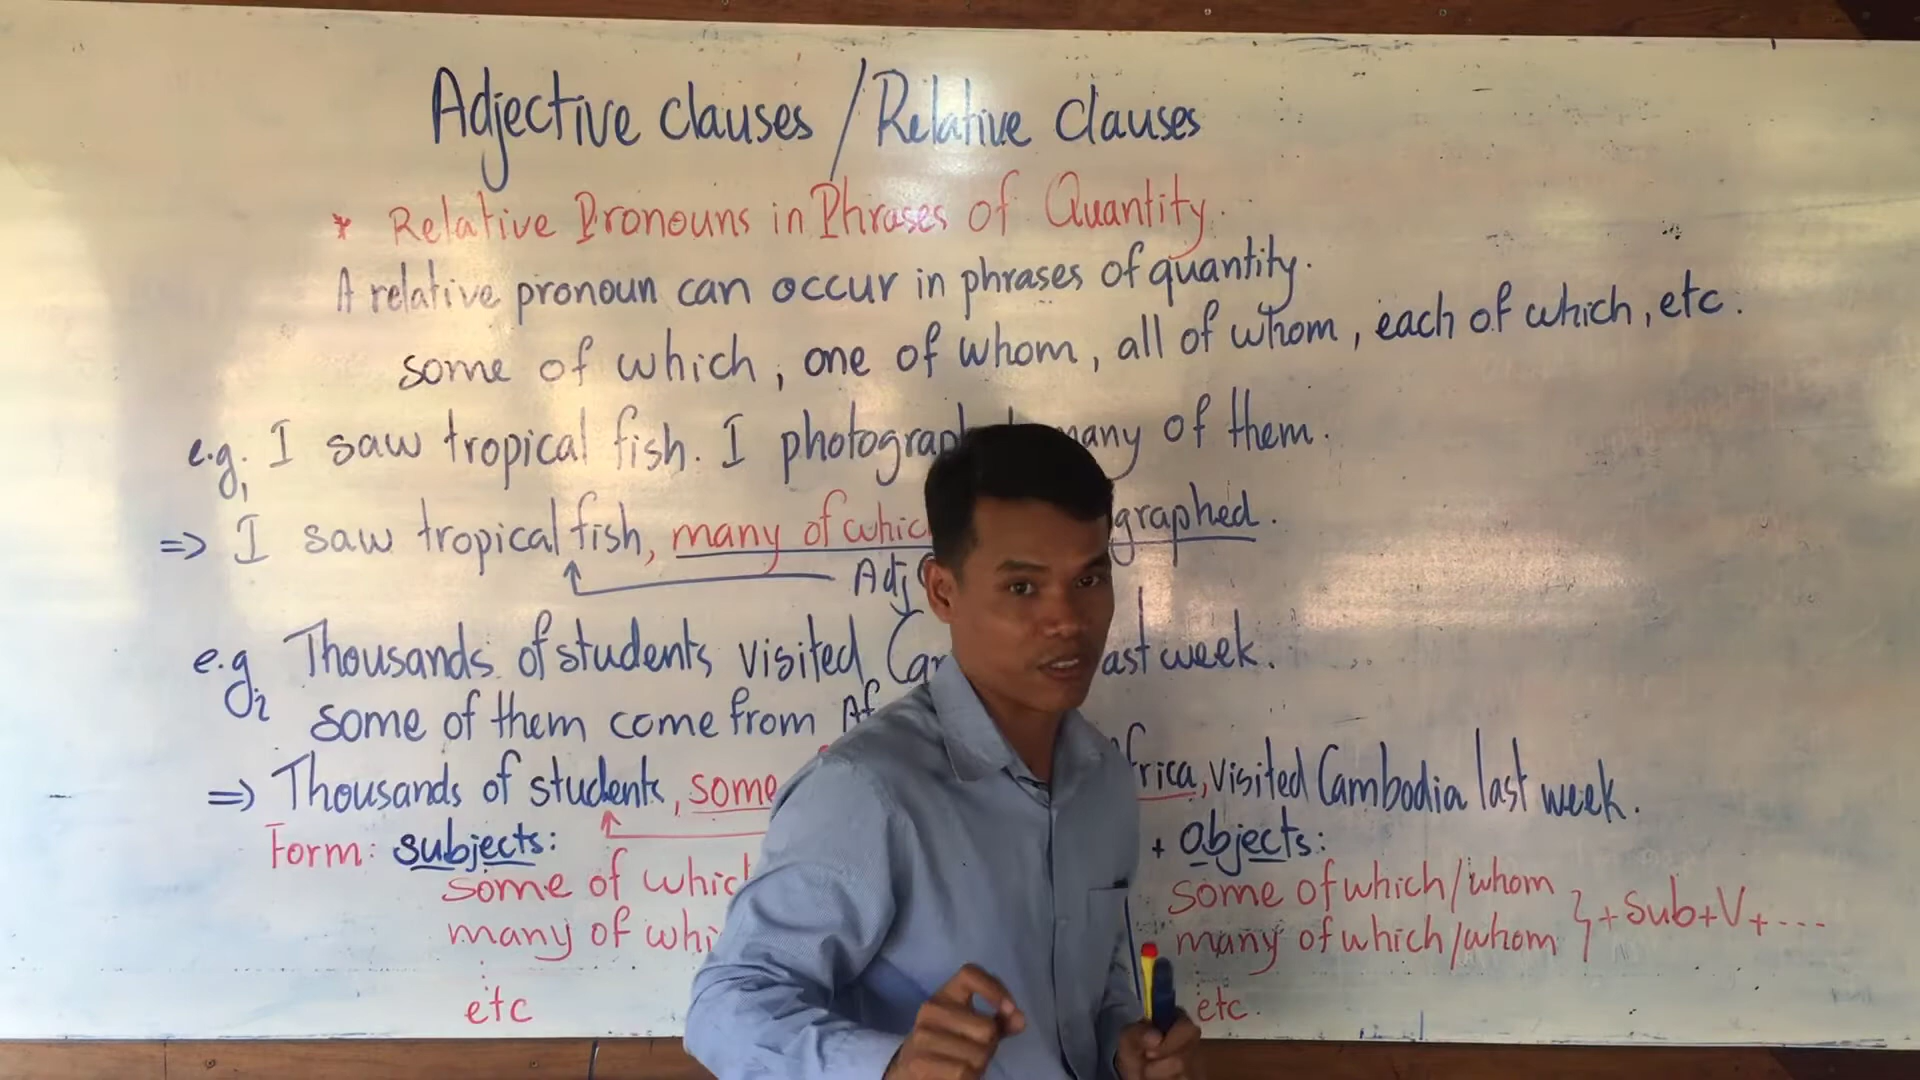 Adjective clauses / Relative clauses
* Relative Pronouns in Phrases of Quantity.
A relative pronoun can occur in phrases of quantity.
some of which, one of whom, all of whom, each of which, etc.
e.g.1 I saw tropical fish. I photograph many of them.
⇒ I saw tropical fish, many of whic graphed.
Adj
e.g2 Thousands of students visited Ca ast week.
some of them come from Af
⇒ Thousands of students, some frica, visited Cambodia last week.
Form: subjects: + Objects:
some of which some of which/whom
many of whi many of which/whom } + Sub + V + ...
etc etc.